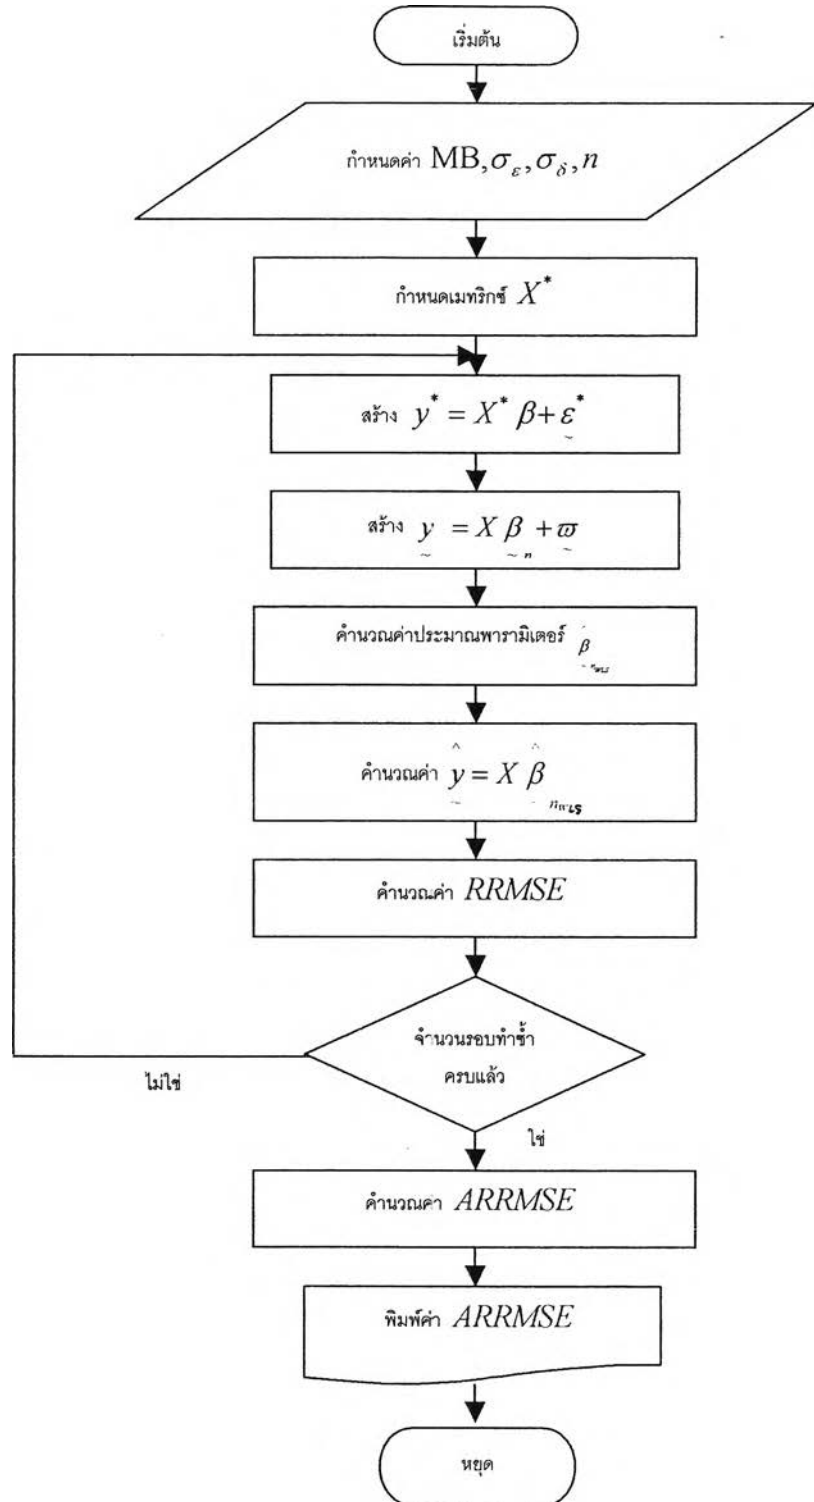 เริ่มต้น
กำหนดค่า MB, σ_ε, σ_δ, n
กำหนดเมทริกซ์ X*
สร้าง y* = X* β + ε*
สร้าง y = X β_n + ϖ
คำนวณค่าประมาณพารามิเตอร์ β̂
คำนวณค่า ŷ = X β̂
คำนวณค่า RRMSE
จำนวนรอบทำซ้ำ
ครบแล้ว
ไม่ใช่
ใช่
คำนวณค่า ARRMSE
พิมพ์ค่า ARRMSE
หยุด